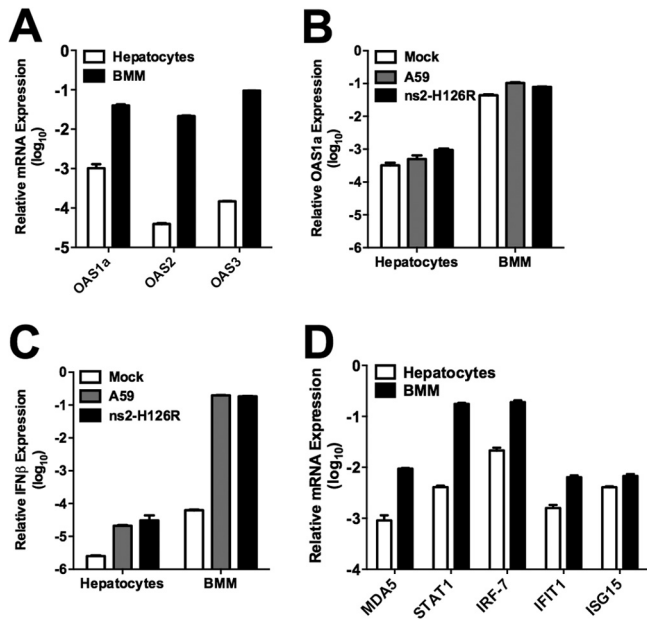 A
Relative mRNA Expression
(log10)
-0
-1
-2
-3
-4
-5
Hepatocytes
BMM
OAS1a
OAS2
OAS3
B
Relative OAS1a Expression
(log10)
0
-1
-2
-3
-4
-5
-6
Mock
A59
ns2-H126R
Hepatocytes
BMM
C
Relative IFNβ Expression
(log10)
-0
-1
-2
-3
-4
-5
-6
Mock
A59
ns2-H126R
Hepatocytes
BMM
D
Relative mRNA Expression
(log10)
-0
-1
-2
-3
-4
Hepatocytes
BMM
MDA5
STAT1
IRF-7
IFIT1
ISG15